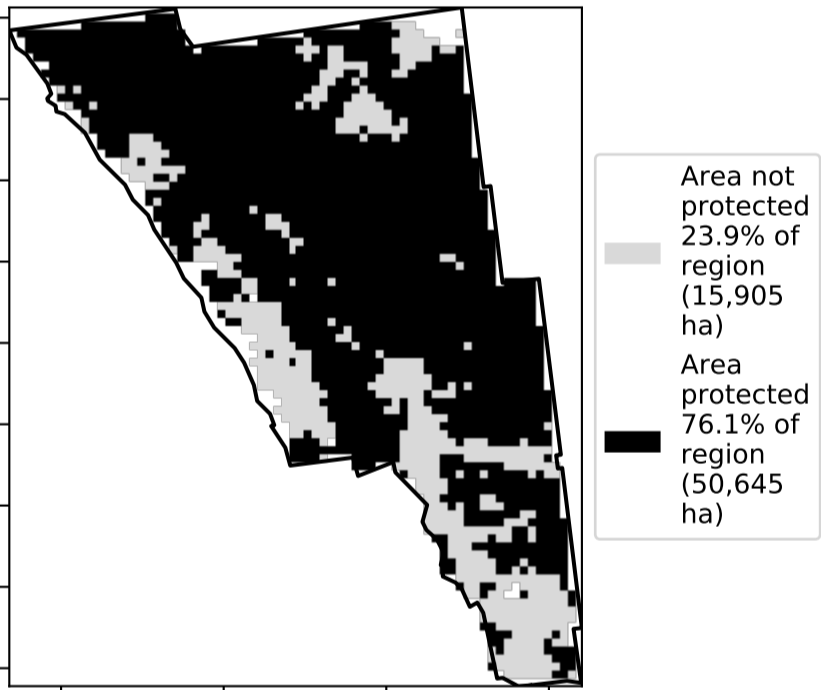 Area not
protected
23.9% of
region
(15,905
ha)
Area
protected
76.1% of
region
(50,645
ha)